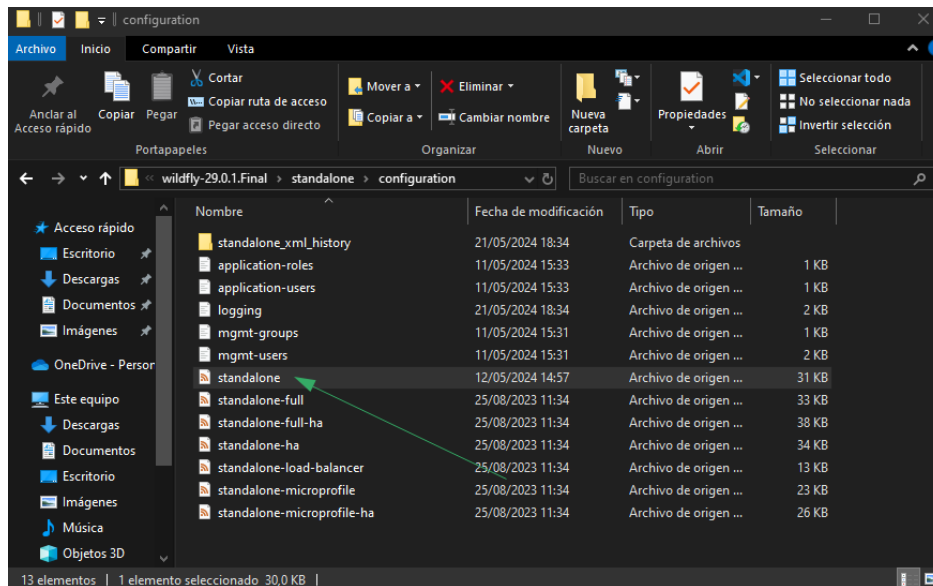 configuration
Archivo Inicio Compartir Vista
Anclar al Acceso rápido
Copiar
Pegar
Cortar
Copiar ruta de acceso
Pegar acceso directo
Portapapeles
Mover a
Copiar a
Eliminar
Cambiar nombre
Organizar
Nueva carpeta
Nuevo
Propiedades
Abrir
Seleccionar todo
No seleccionar nada
Invertir selección
Seleccionar
« wildfly-29.0.1.Final > standalone > configuration
Buscar en configuration
Acceso rápido
Escritorio
Descargas
Documentos
Imágenes
OneDrive - Person
Este equipo
Descargas
Documentos
Escritorio
Imágenes
Música
Objetos 3D
Nombre Fecha de modificación Tipo Tamaño
standalone_xml_history 21/05/2024 18:34 Carpeta de archivos
application-roles 11/05/2024 15:33 Archivo de origen ... 1 KB
application-users 11/05/2024 15:33 Archivo de origen ... 1 KB
logging 21/05/2024 18:34 Archivo de origen ... 2 KB
mgmt-groups 11/05/2024 15:31 Archivo de origen ... 1 KB
mgmt-users 11/05/2024 15:31 Archivo de origen ... 2 KB
standalone 12/05/2024 14:57 Archivo de origen ... 31 KB
standalone-full 25/08/2023 11:34 Archivo de origen ... 33 KB
standalone-full-ha 25/08/2023 11:34 Archivo de origen ... 38 KB
standalone-ha 25/08/2023 11:34 Archivo de origen ... 34 KB
standalone-load-balancer 25/08/2023 11:34 Archivo de origen ... 13 KB
standalone-microprofile 25/08/2023 11:34 Archivo de origen ... 23 KB
standalone-microprofile-ha 25/08/2023 11:34 Archivo de origen ... 26 KB
13 elementos | 1 elemento seleccionado 30,0 KB |